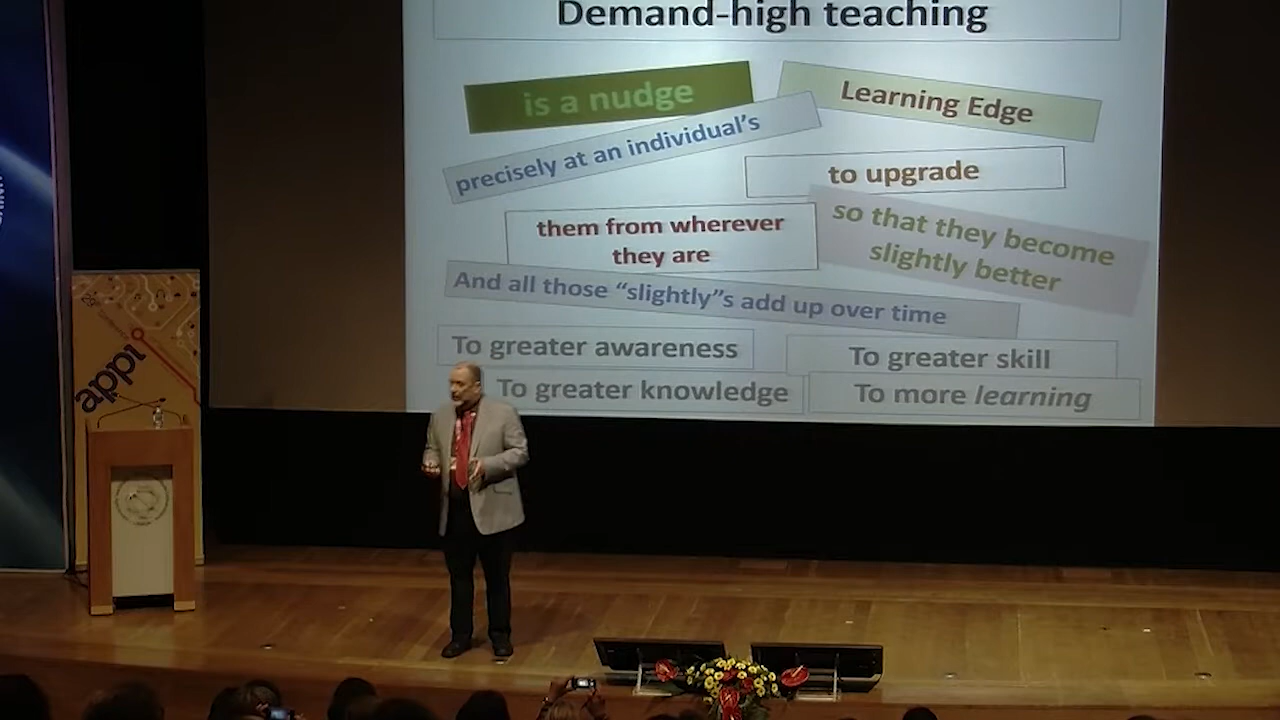 Demand-high teaching
is a nudge
Learning Edge
precisely at an individual's
to upgrade
them from wherever
they are
so that they become
slightly better
And all those “slightly”s add up over time
To greater awareness
To greater skill
To greater knowledge
To more learning
appi